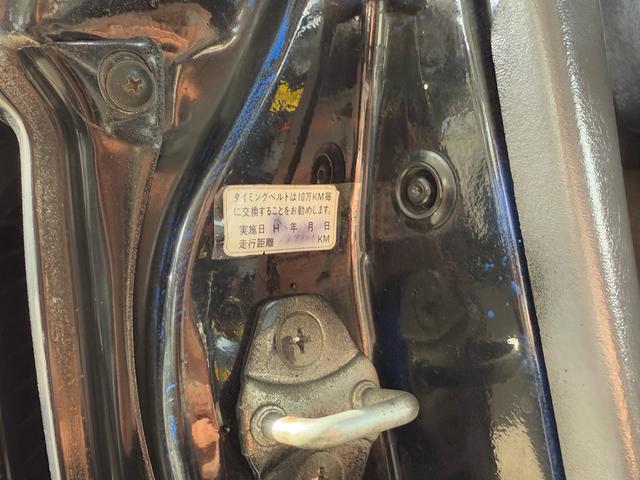 タイミングベルトは10万KM毎
に交換することをお勧めします。
実施日 H 年 月 日
走行距離 KM